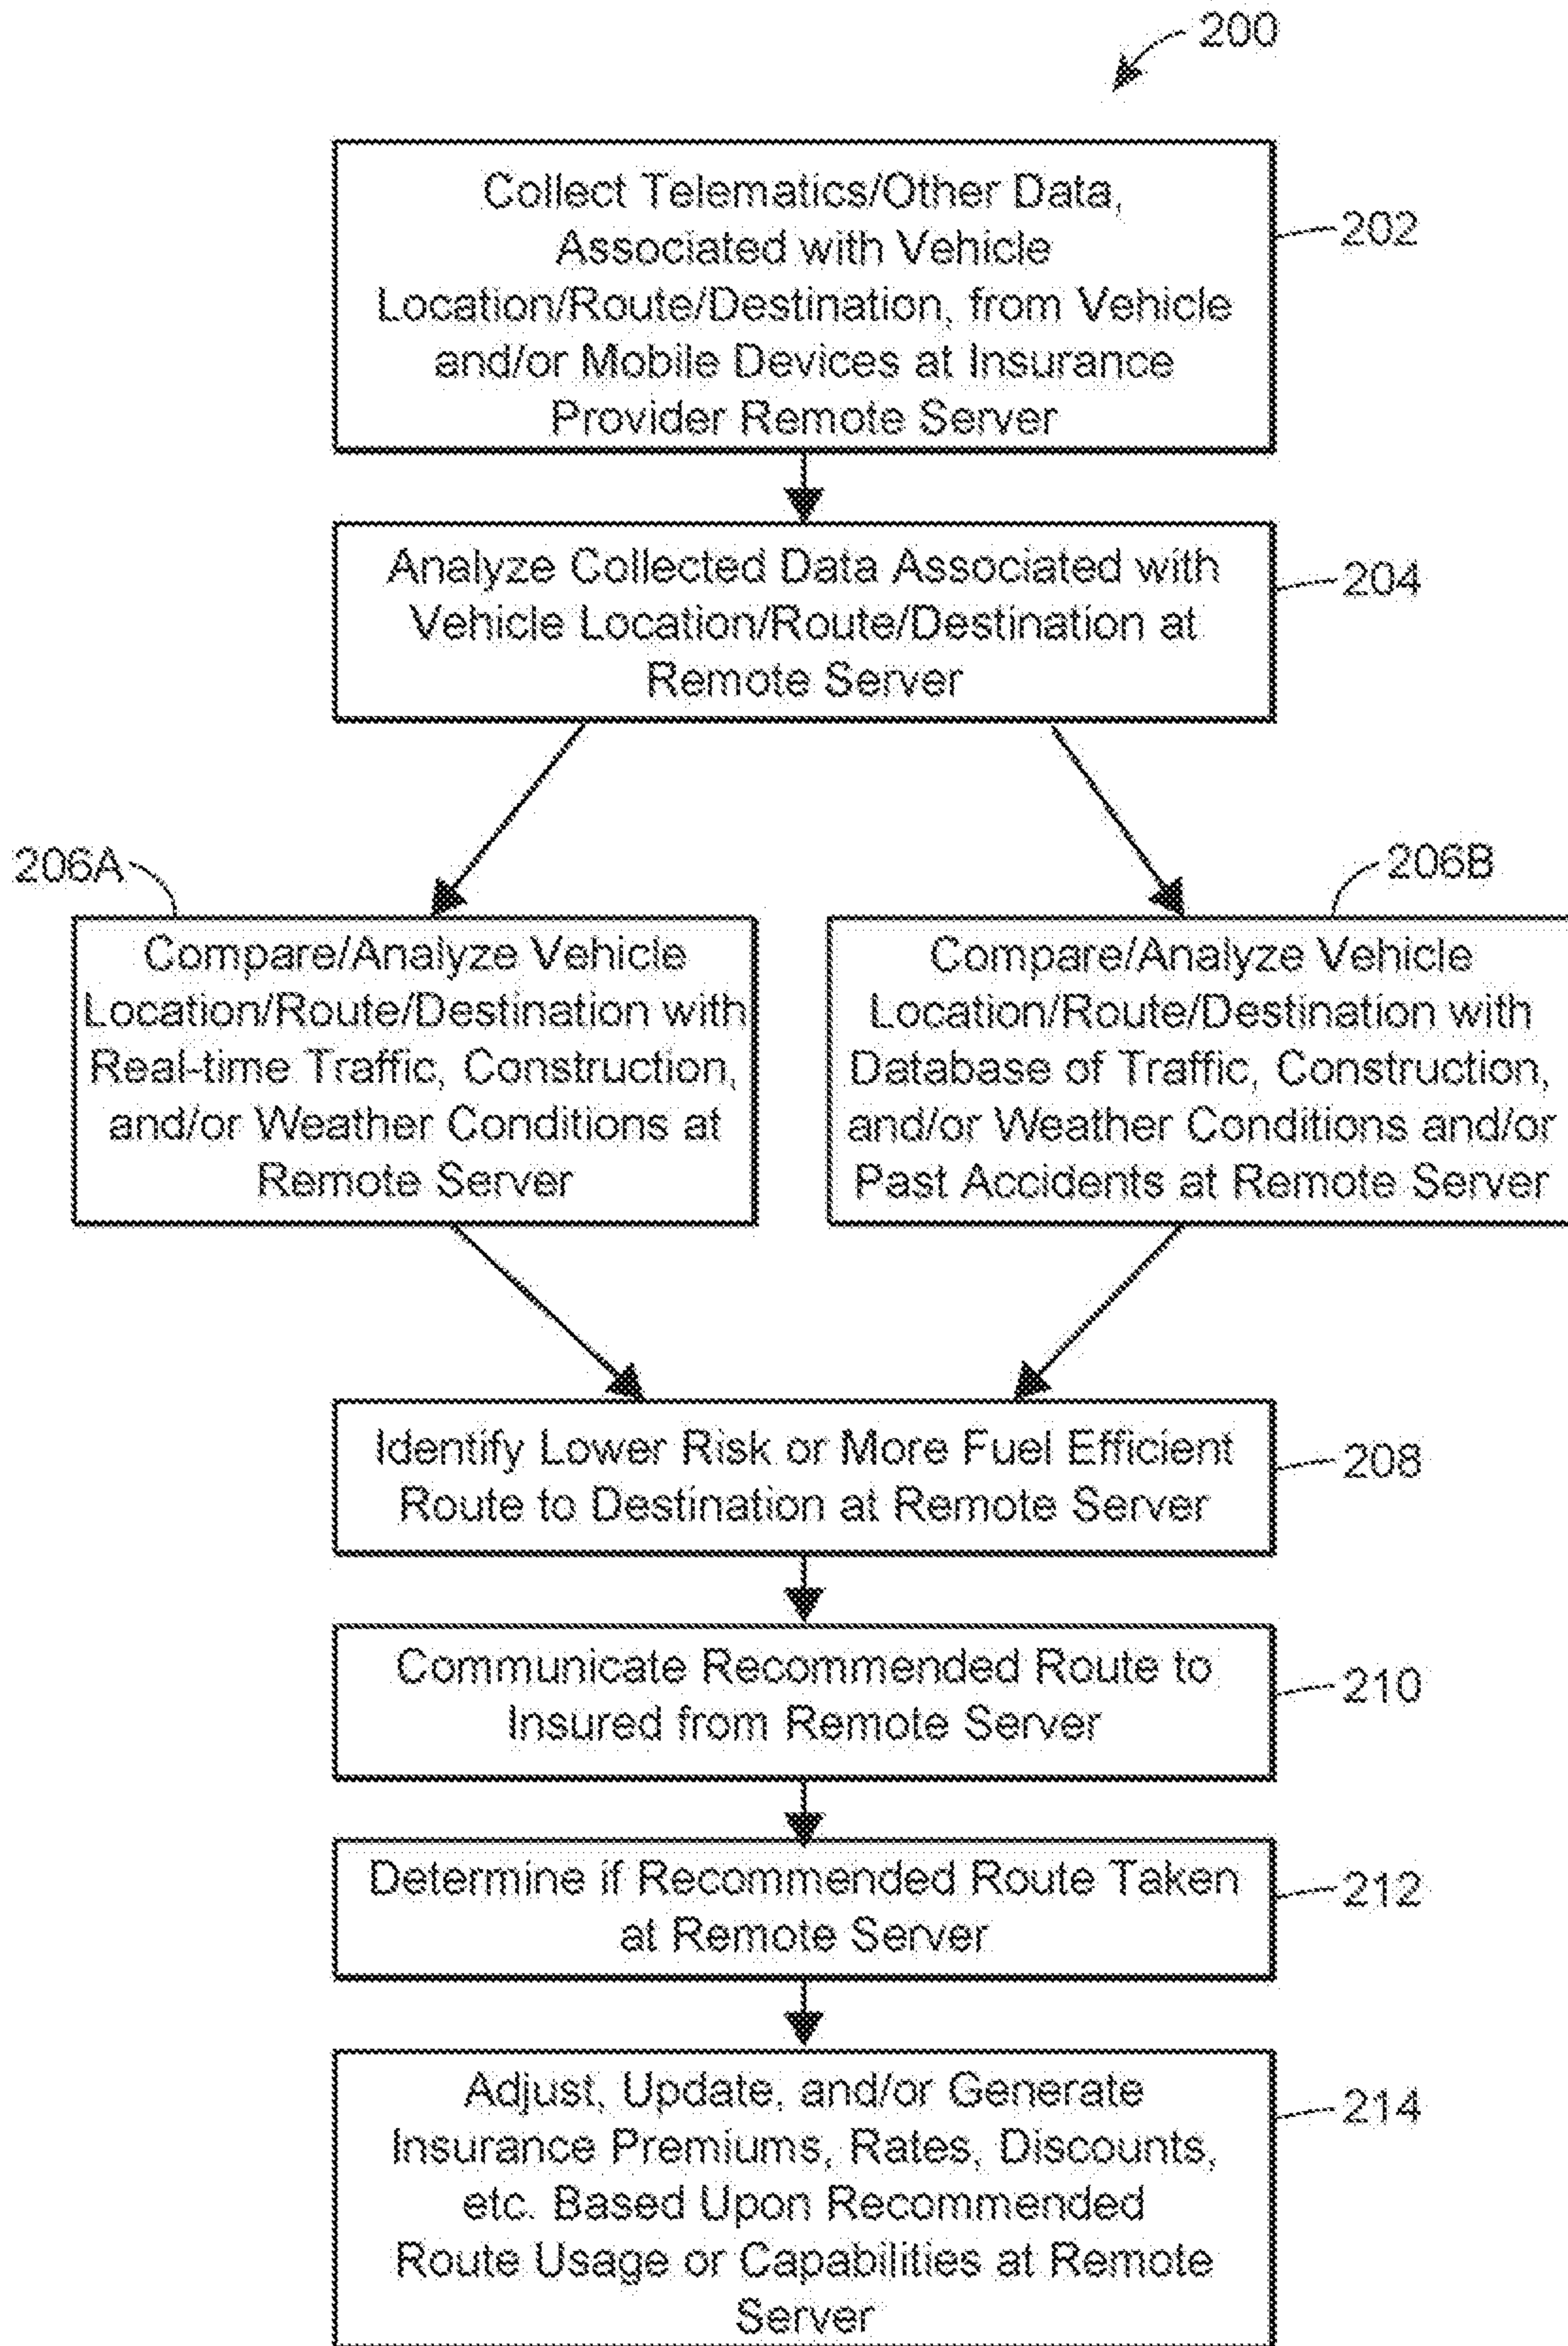 200
Collect Telematics/Other Data,
Associated with Vehicle
Location/Route/Destination, from Vehicle
and/or Mobile Devices at Insurance
Provider Remote Server
202
Analyze Collected Data Associated with
Vehicle Location/Route/Destination at
Remote Server
204
206A
Compare/Analyze Vehicle
Location/Route/Destination with
Real-time Traffic, Construction,
and/or Weather Conditions at
Remote Server
206B
Compare/Analyze Vehicle
Location/Route/Destination with
Database of Traffic, Construction,
and/or Weather Conditions and/or
Past Accidents at Remote Server
Identify Lower Risk or More Fuel Efficient
Route to Destination at Remote Server
208
Communicate Recommended Route to
Insured from Remote Server
210
Determine if Recommended Route Taken
at Remote Server
212
Adjust, Update, and/or Generate
Insurance Premiums, Rates, Discounts,
etc. Based Upon Recommended
Route Usage or Capabilities at Remote
Server
214